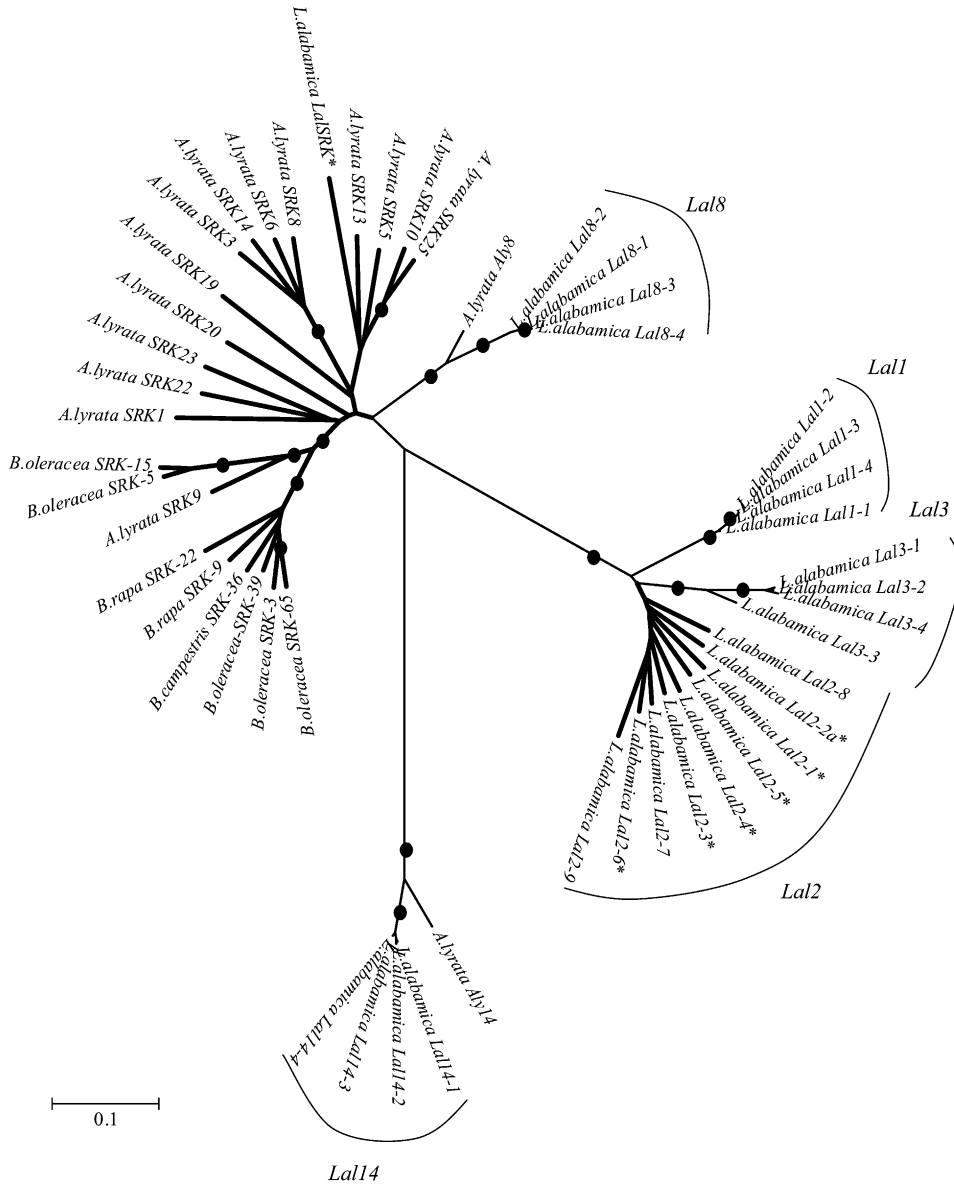 L.alabamica LalSRK*
A.lyrata SRK13
A.lyrata SRK5
A.lyrata SRK10
A. lyrata SRK25
A.lyrata SRK8
A.lyrata SRK6
A.lyrata SRK14
A.lyrata SRK3
A.lyrata SRK19
A.lyrata SRK20
A.lyrata SRK23
A.lyrata SRK22
A.lyrata SRK1
B.oleracea SRK-15
B.oleracea SRK-5
A.lyrata SRK9
B.rapa SRK-22
B.rapa SRK-9
B.campestris SRK-36
B.oleracea-SRK-39
B.oleracea SRK-3
B.oleracea SRK-65
A.lyrata Aly8
L.alabamica Lal8-2
L.alabamica Lal8-1
L.alabamica Lal8-3
L.alabamica Lal8-4
Lal8
Lal1
L.alabamica Lal1-2
L.alabamica Lal1-3
L.alabamica Lal1-4
L.alabamica Lal1-1
Lal3
L.alabamica Lal3-1
L.alabamica Lal3-2
L.alabamica Lal3-4
L.alabamica Lal3-3
L.alabamica Lal2-8
L.alabamica Lal2-2a*
L.alabamica Lal2-1*
L.alabamica Lal2-5*
L.alabamica Lal2-4*
L.alabamica Lal2-3*
L.alabamica Lal2-7
L.alabamica Lal2-6*
L.alabamica Lal2-9
Lal2
A.lyrata Aly14
L.alabamica Lal14-1
L.alabamica Lal14-2
L.alabamica Lal14-3
L.alabamica Lal14-4
Lal14
0.1